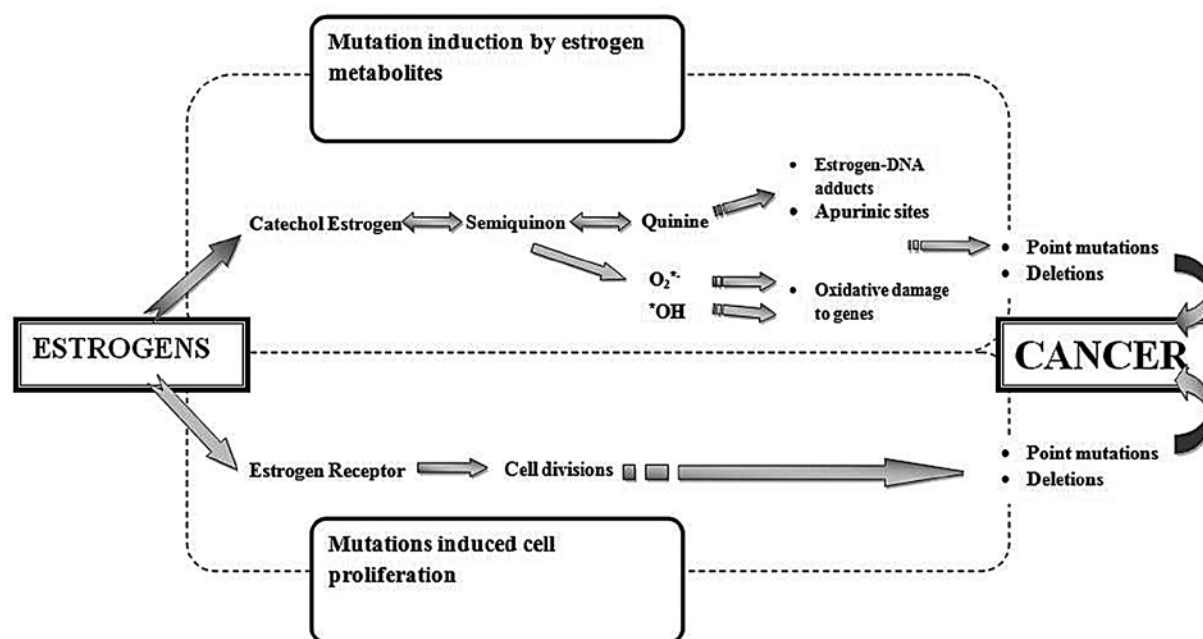 Mutation induction by estrogen
metabolites
• Estrogen-DNA
adducts
• Apurinic sites
Catechol Estrogen
Semiquinon
Quinine
• Point mutations
• Deletions
O₂*-
*OH
• Oxidative damage
to genes
ESTROGENS
CANCER
Estrogen Receptor
Cell divisions
• Point mutations
• Deletions
Mutations induced cell
proliferation